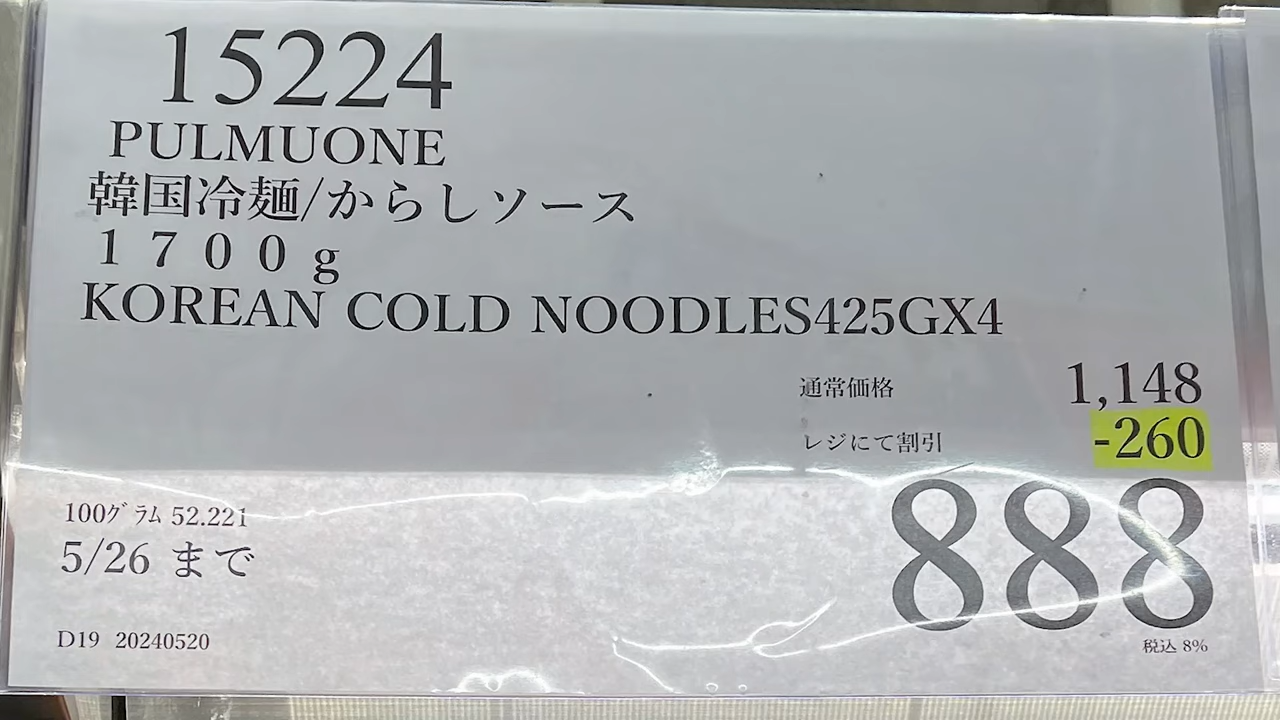 15224
PULMUONE
韓国冷麺/からしソース
１７００ｇ
KOREAN COLD NOODLES425GX4
通常価格 1,148
レジにて割引 -260
888
100ｸﾞﾗﾑ 52.221
5/26 まで
税込 8%
D19 20240520